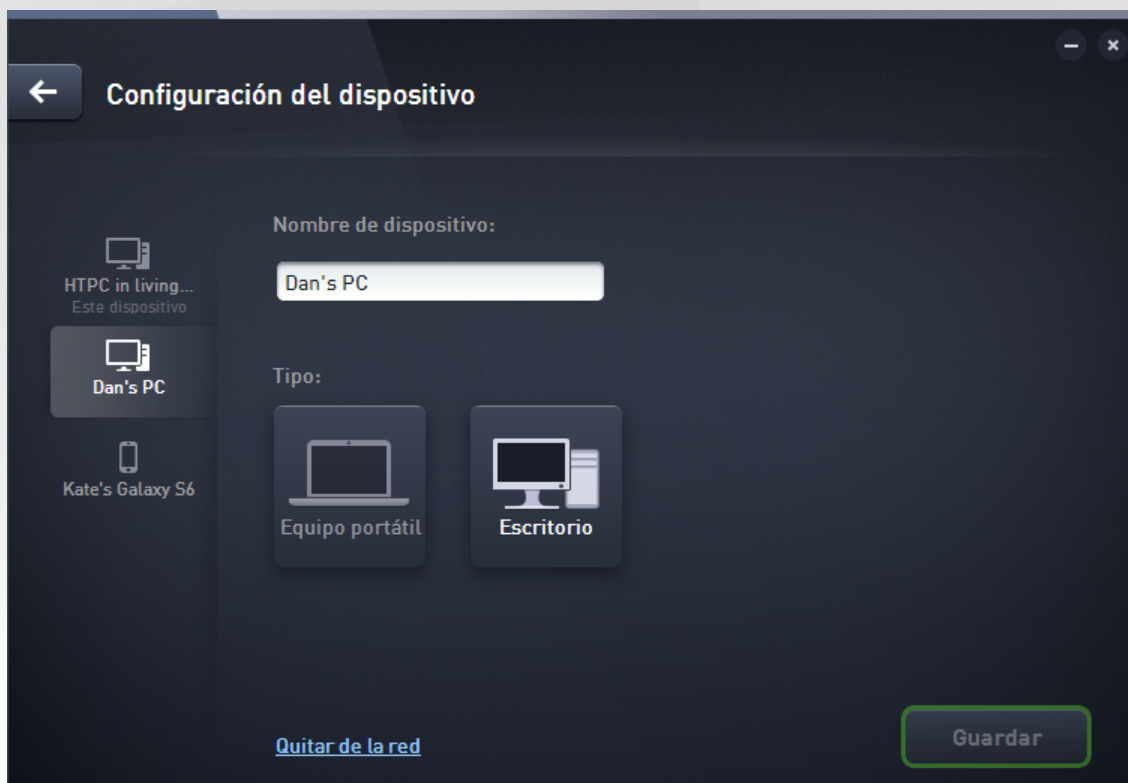 Configuración del dispositivo
HTPC in living...
Este dispositivo
Dan's PC
Kate's Galaxy S6
Nombre de dispositivo:
Dan's PC
Tipo:
Equipo portátil
Escritorio
Quitar de la red
Guardar